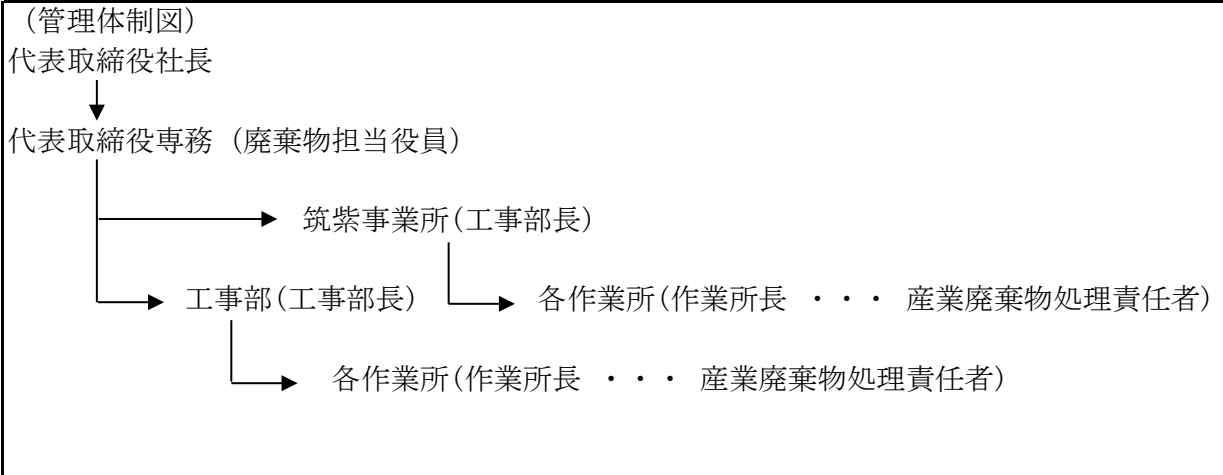 (管理体制図)
代表取締役社長
代表取締役専務 (廃棄物担当役員)
筑紫事業所(工事部長)
工事部(工事部長)
各作業所(作業所長 ・・・ 産業廃棄物処理責任者)
各作業所(作業所長 ・・・ 産業廃棄物処理責任者)